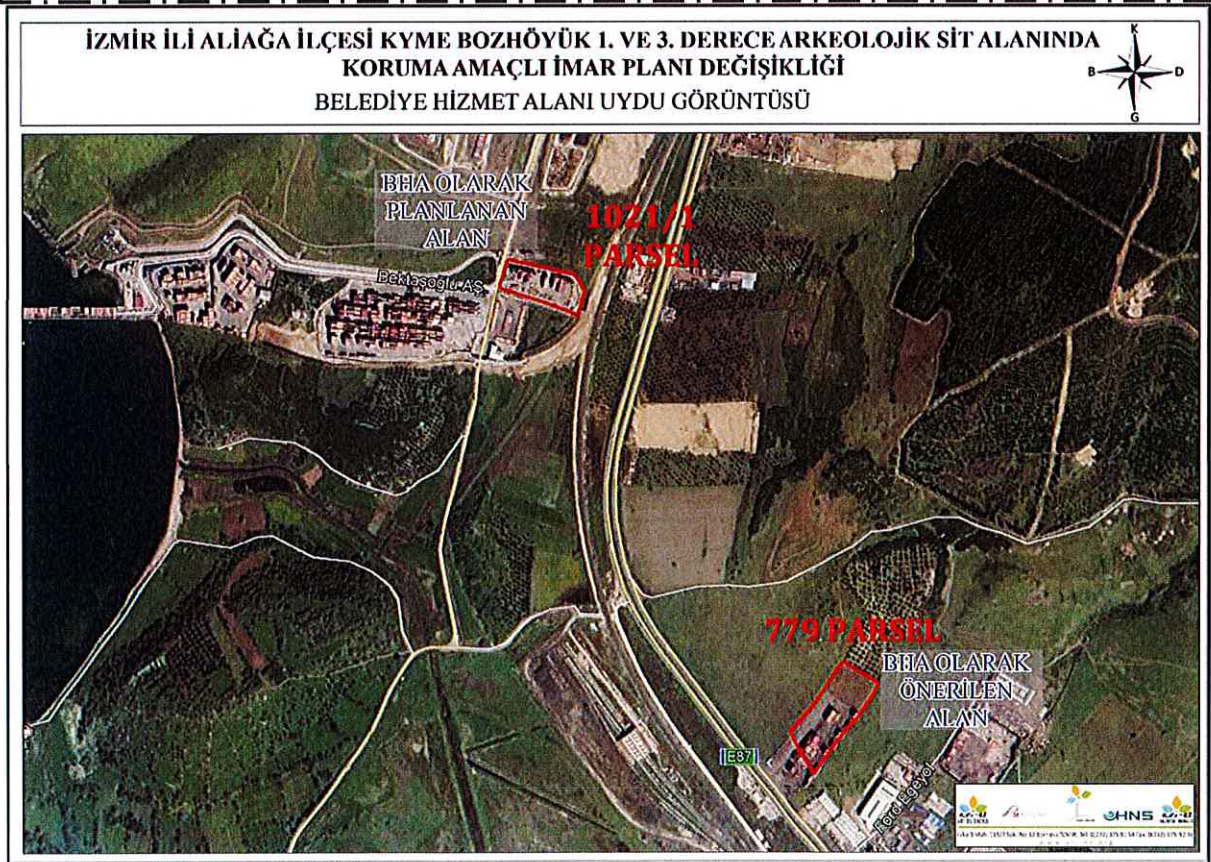 İZMİR İLİ ALİAĞA İLÇESİ KYME BOZHÖYÜK 1. VE 3. DERECE ARKEOLOJİK SİT ALANINDA
KORUMA AMAÇLI İMAR PLANI DEĞİŞİKLİĞİ
BELEDİYE HİZMET ALANI UYDU GÖRÜNTÜSÜ
K
B D
G
BHA OLARAK
PLANLANAN
ALAN
1021/1
PARSEL
Bektaşoğlu AŞ
779 PARSEL
BHA OLARAK
ÖNERİLEN
ALAN
E87
Ford Egeyol
HNS